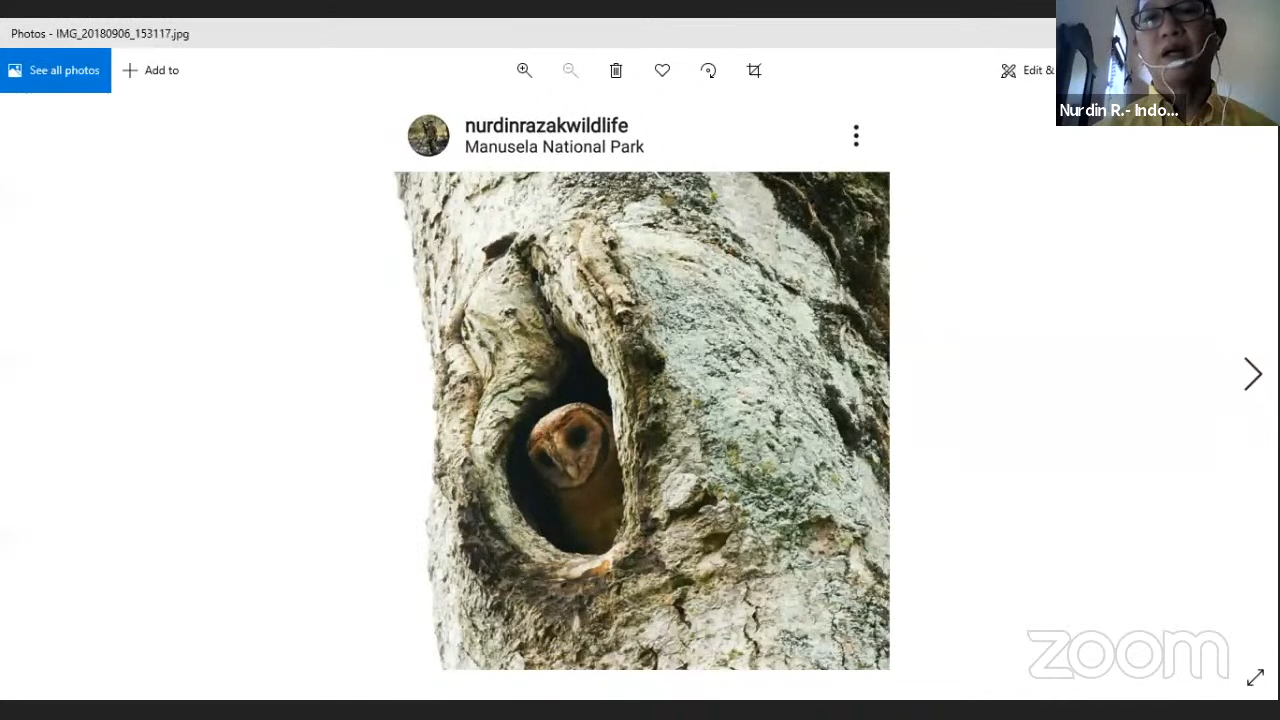 Photos - IMG_20180906_153117.jpg
See all photos
Add to
Edit &
Nurdin R.- Indo...
nurdinrazakwildlife
Manusela National Park
zoom